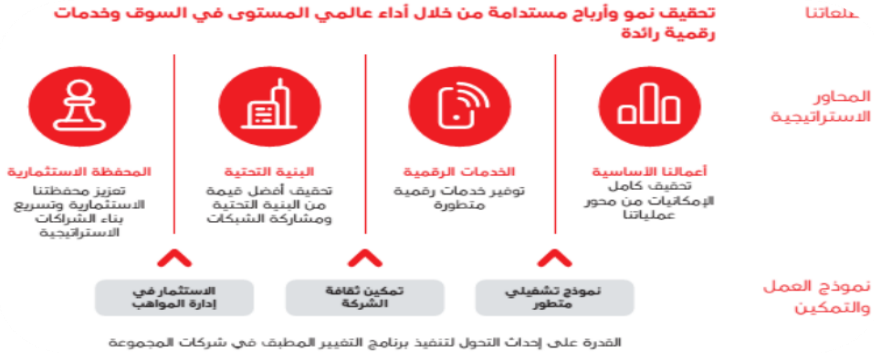 تحقيق نمو وأرباح مستدامة من خلال أداء عالمي المستوى في السوق وخدمات
رقمية رائدة
المحاور
الاستراتيجية
أعمالنا الأساسية
تحقيق كامل
الإمكانيات من محور
عملياتنا
الخدمات الرقمية
توفير خدمات رقمية
متطورة
البنية التحتية
تحقيق أفضل قيمة
من البنية التحتية
ومشاركة الشبكات
المحفظة الاستثمارية
تعزيز محفظتنا
الاستثمارية وتسريع
بناء الشراكات
الاستراتيجية
نموذج العمل
والتمكين
نموذج تشغيلي
متطور
تمكين ثقافة
الشركة
الاستثمار في
إدارة المواهب
القدرة على إحداث التحول لتنفيذ برنامج التغيير المطبق في شركات المجموعة